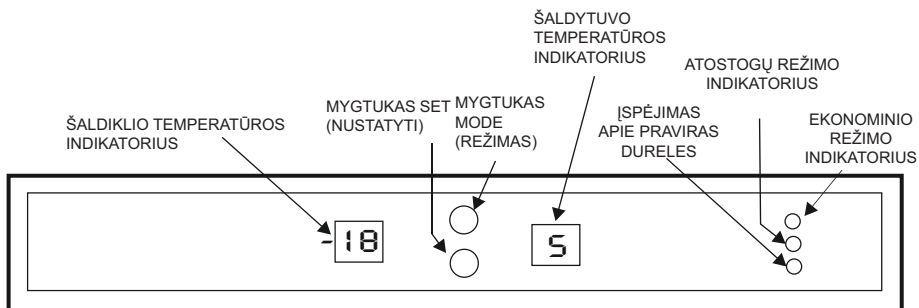 ŠALDIKLIO TEMPERATŪROS
INDIKATORIUS
MYGTUKAS SET
(NUSTATYTI)
MYGTUKAS
MODE
(REŽIMAS)
ŠALDYTUVO
TEMPERATŪROS
INDIKATORIUS
ĮSPĖJIMAS
APIE PRAVIRAS
DURELES
ATOSTOGŲ REŽIMO
INDIKATORIUS
EKONOMINIO
REŽIMO
INDIKATORIUS
-18
5